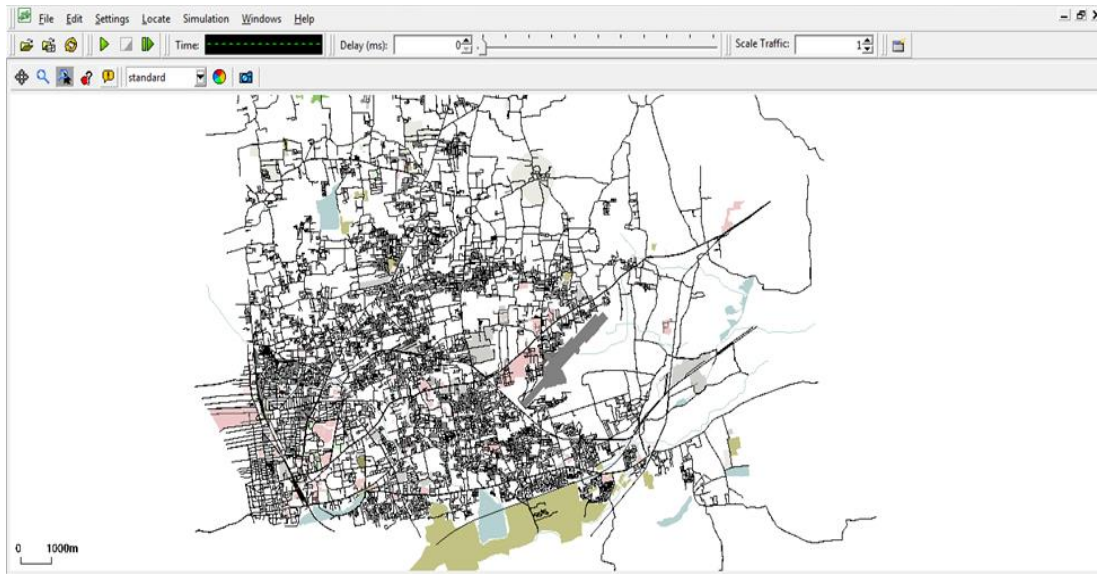 File Edit Settings Locate Simulation Windows Help
Time: Delay (ms): 0 Scale Traffic: 1
standard
0 1000m